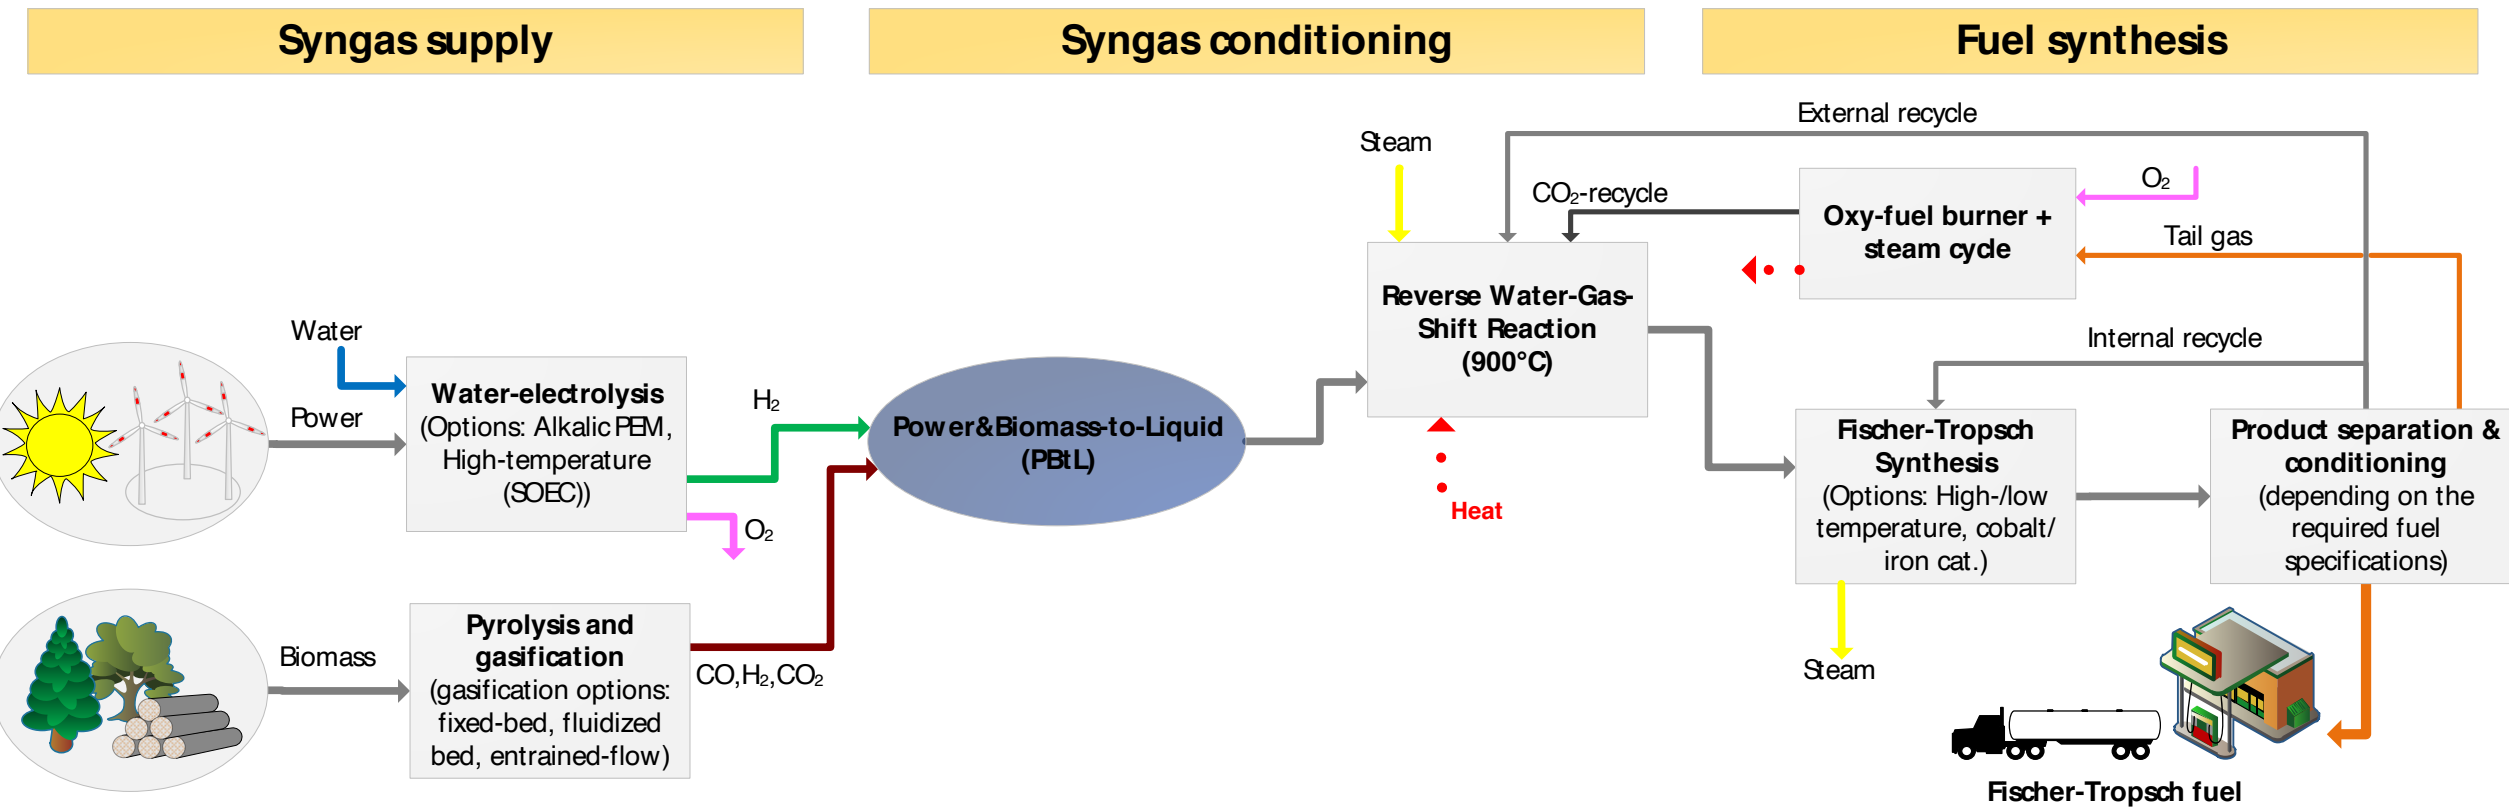 Syngas supply
Syngas conditioning
Fuel synthesis
Water
Power
Water-electrolysis
(Options: Alkalic PEM,
High-temperature
(SOEC))
H₂
O₂
Biomass
Pyrolysis and
gasification
(gasification options:
fixed-bed, fluidized
bed, entrained-flow)
CO,H₂,CO₂
Power&Biomass-to-Liquid
(PBtL)
Steam
External recycle
CO₂-recycle
Reverse Water-Gas-
Shift Reaction
(900°C)
Heat
Oxy-fuel burner +
steam cycle
O₂
Tail gas
Internal recycle
Fischer-Tropsch
Synthesis
(Options: High-/low
temperature, cobalt/
iron cat.)
Steam
Product separation &
conditioning
(depending on the
required fuel
specifications)
Fischer-Tropsch fuel